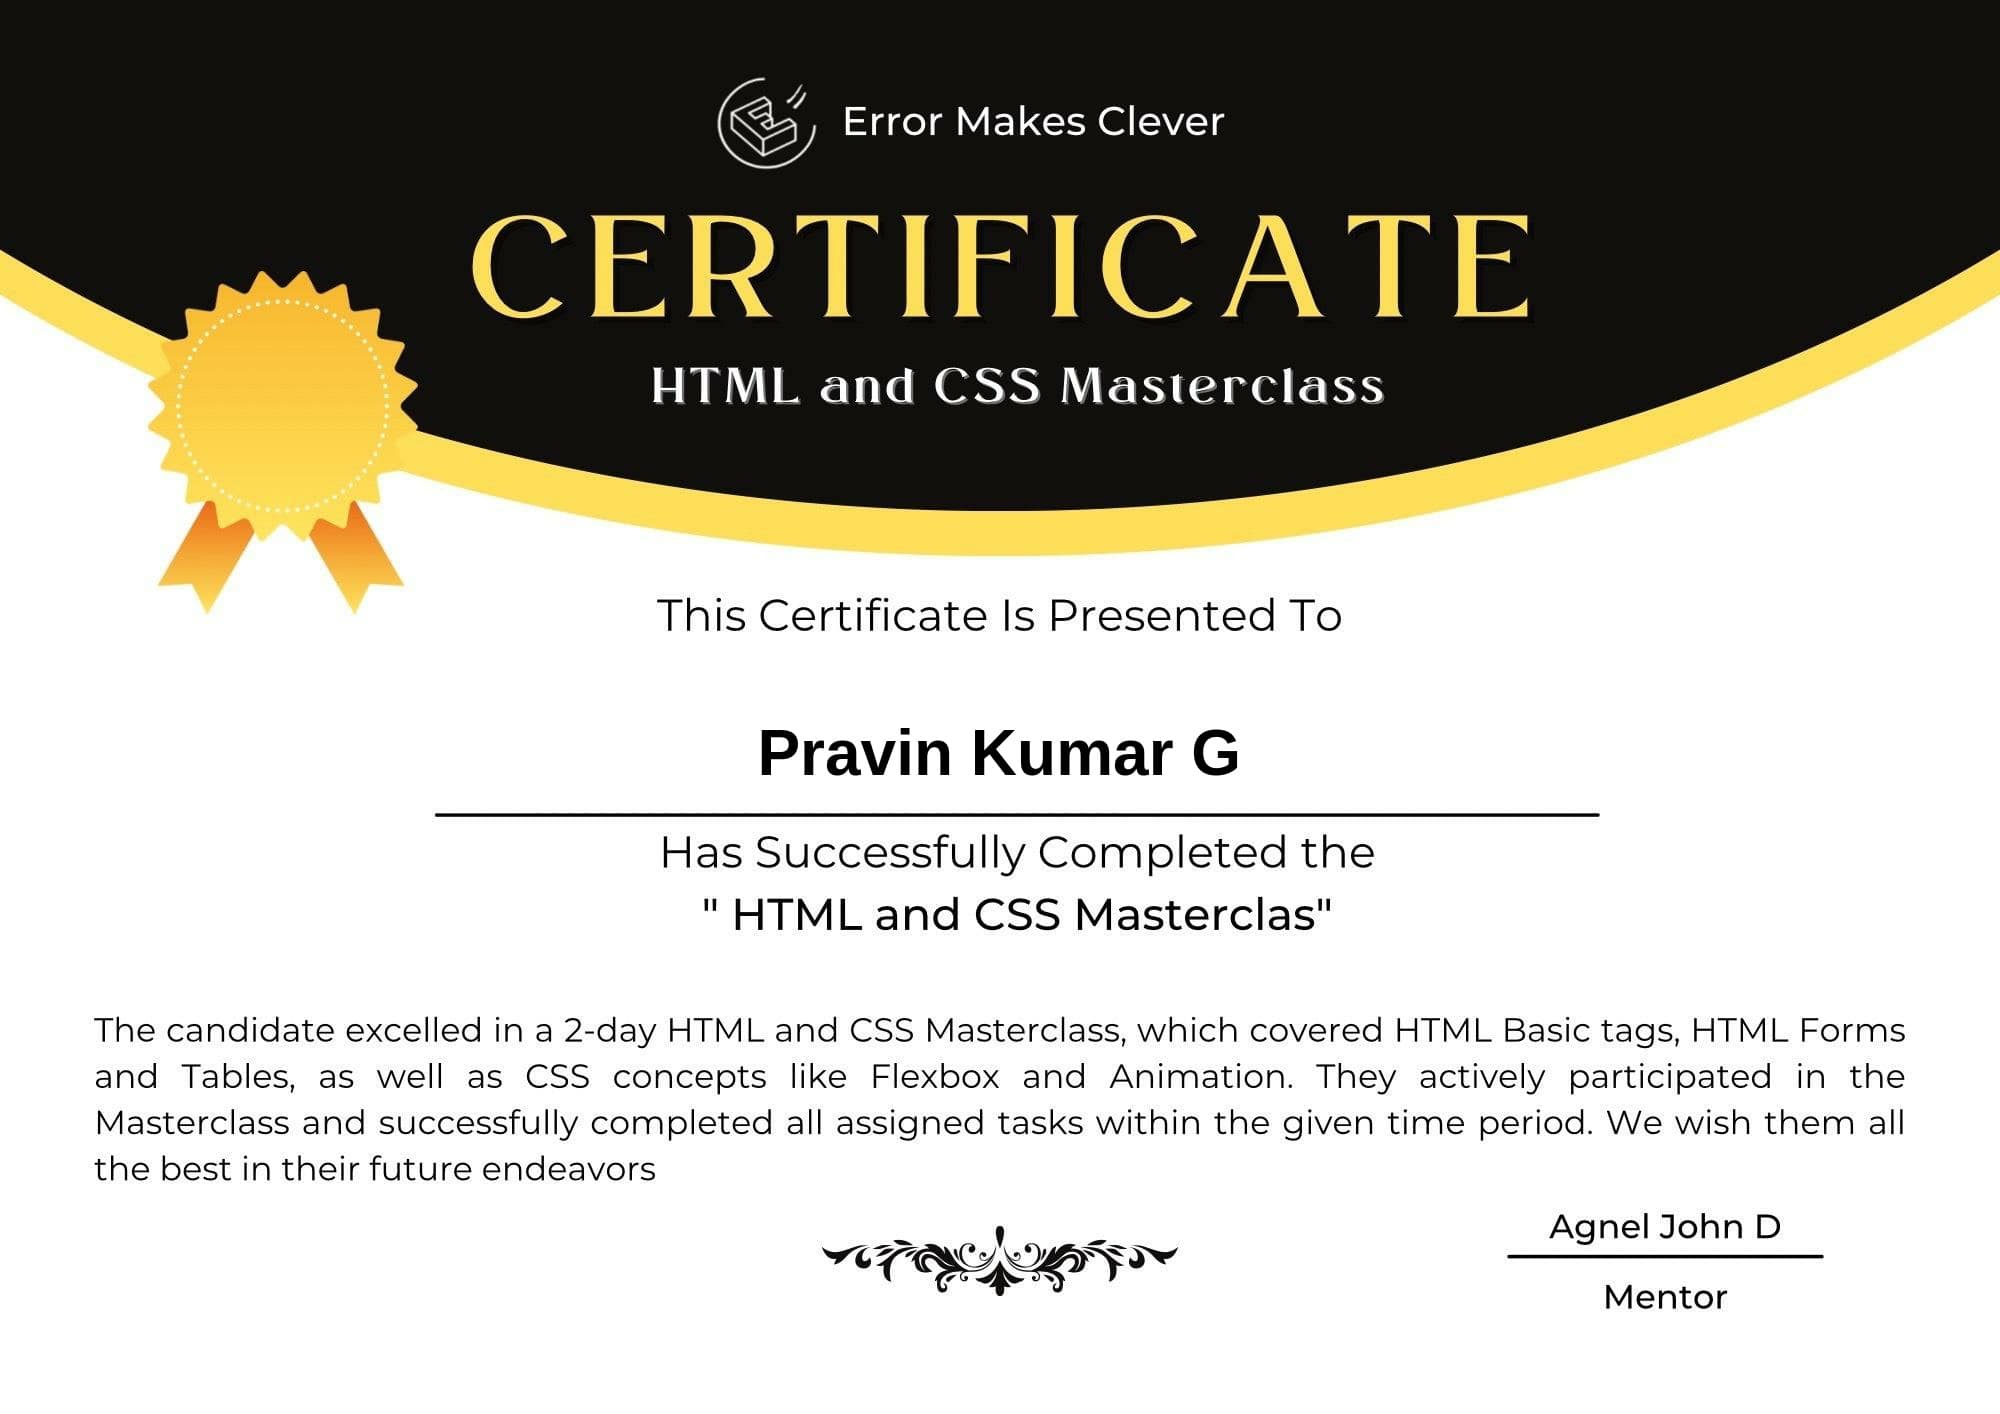 Error Makes Clever
CERTIFICATE
HTML and CSS Masterclass
This Certificate Is Presented To
Pravin Kumar G
Has Successfully Completed the
" HTML and CSS Masterclas"
The candidate excelled in a 2-day HTML and CSS Masterclass, which covered HTML Basic tags, HTML Forms
and Tables, as well as CSS concepts like Flexbox and Animation. They actively participated in the
Masterclass and successfully completed all assigned tasks within the given time period. We wish them all
the best in their future endeavors
Agnel John D
Mentor